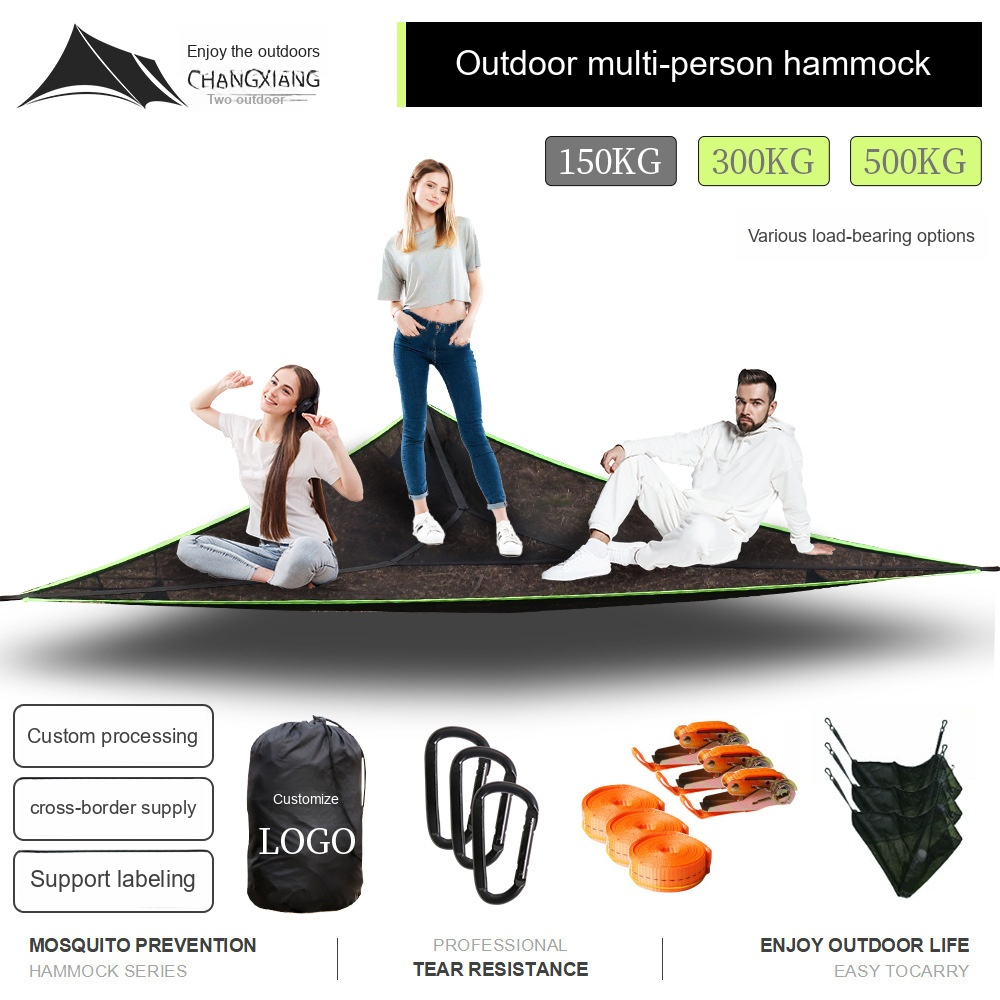 Enjoy the outdoors
CHANGXIANG
Two outdoor
Outdoor multi-person hammock
150KG
300KG
500KG
Various load-bearing options
Custom processing
cross-border supply
Support labeling
Customize
LOGO
MOSQUITO PREVENTION
HAMMOCK SERIES
PROFESSIONAL
TEAR RESISTANCE
ENJOY OUTDOOR LIFE
EASY TOCARRY